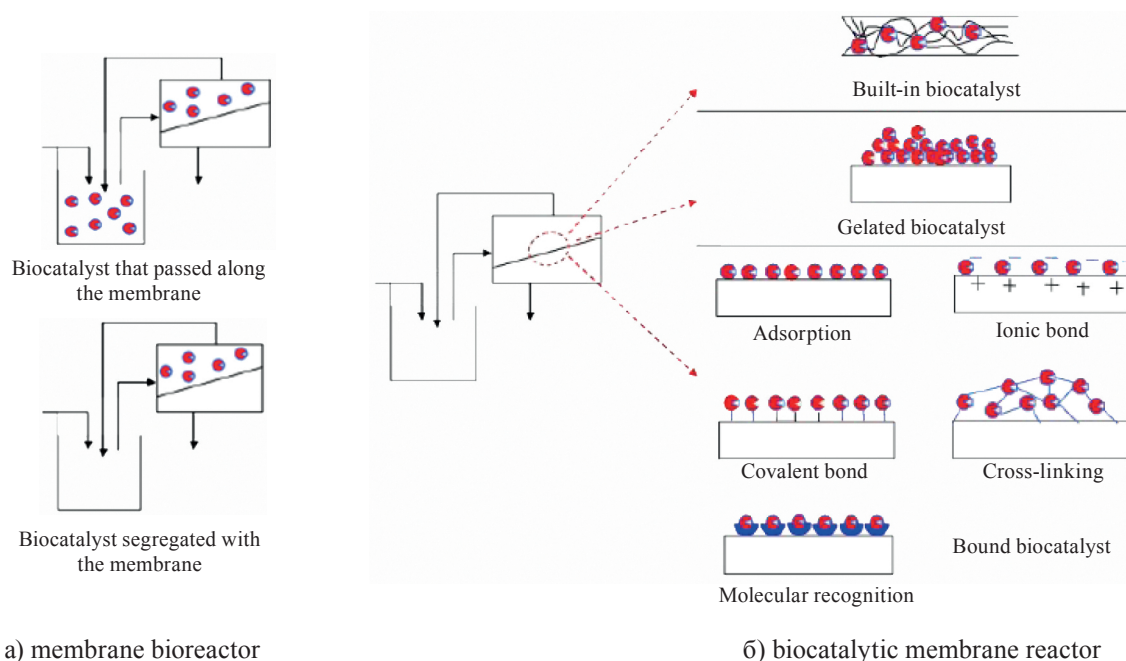 Biocatalyst that passed along
the membrane
Biocatalyst segregated with
the membrane
a) membrane bioreactor
Built-in biocatalyst
Gelated biocatalyst
Adsorption
Ionic bond
Covalent bond
Cross-linking
Molecular recognition
Bound biocatalyst
б) biocatalytic membrane reactor